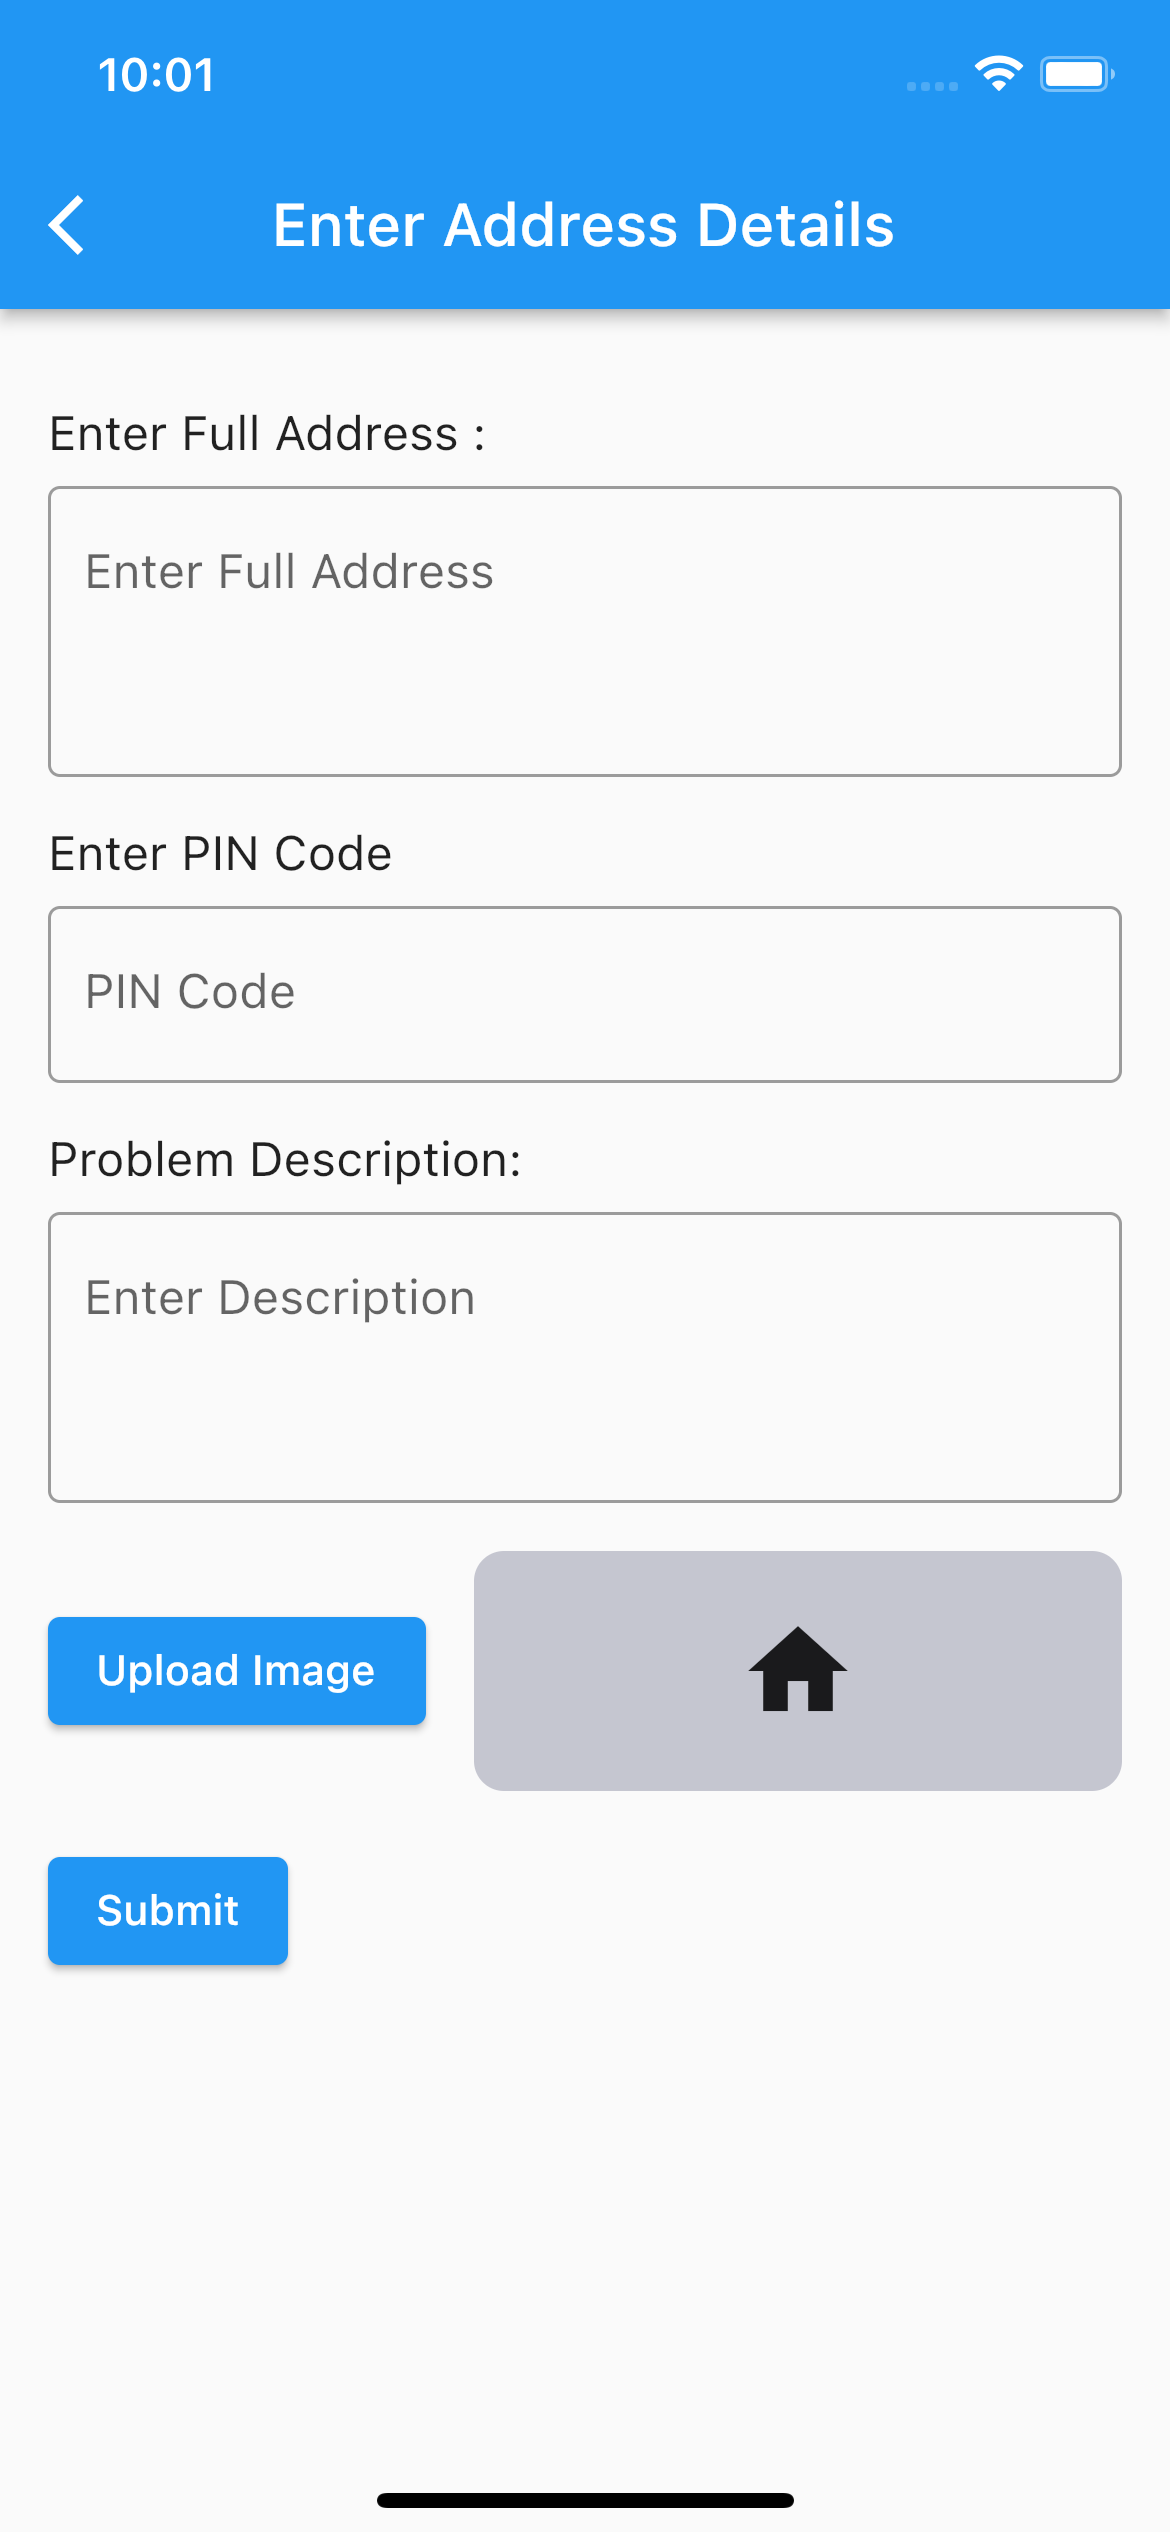 10:01
Enter Address Details
Enter Full Address :
Enter Full Address
Enter PIN Code
PIN Code
Problem Description:
Enter Description
Upload Image
Submit